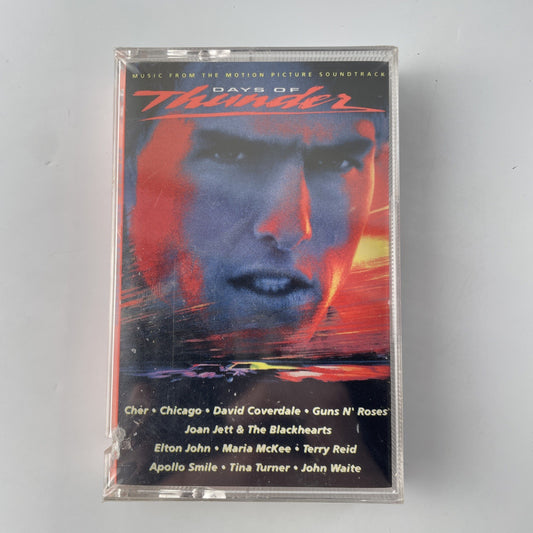 MUSIC FROM THE MOTION PICTURE SOUNDTRACK
DAYS OF
Thunder
Cher • Chicago • David Coverdale • Guns N' Roses
Joan Jett & The Blackhearts
Elton John • Maria McKee • Terry Reid
Apollo Smile • Tina Turner • John Waite